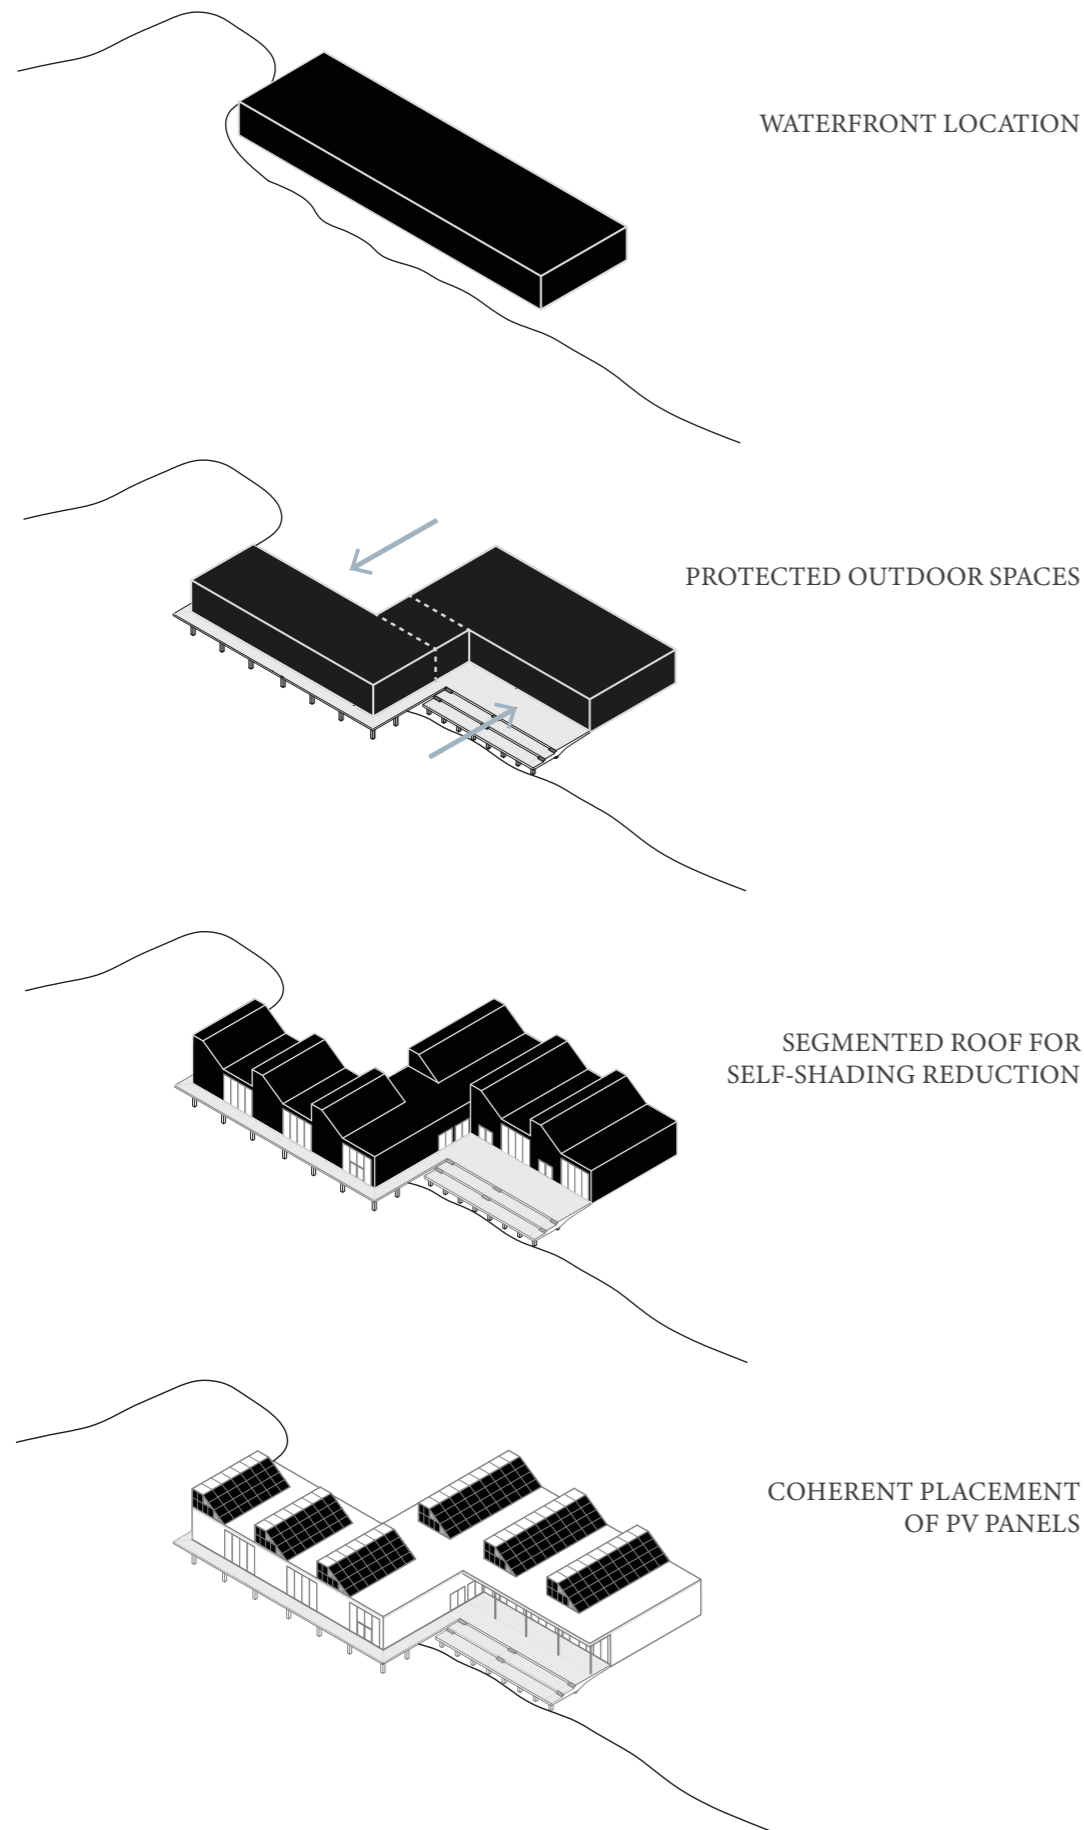 WATERFRONT LOCATION
PROTECTED OUTDOOR SPACES
SEGMENTED ROOF FOR
SELF-SHADING REDUCTION
COHERENT PLACEMENT
OF PV PANELS